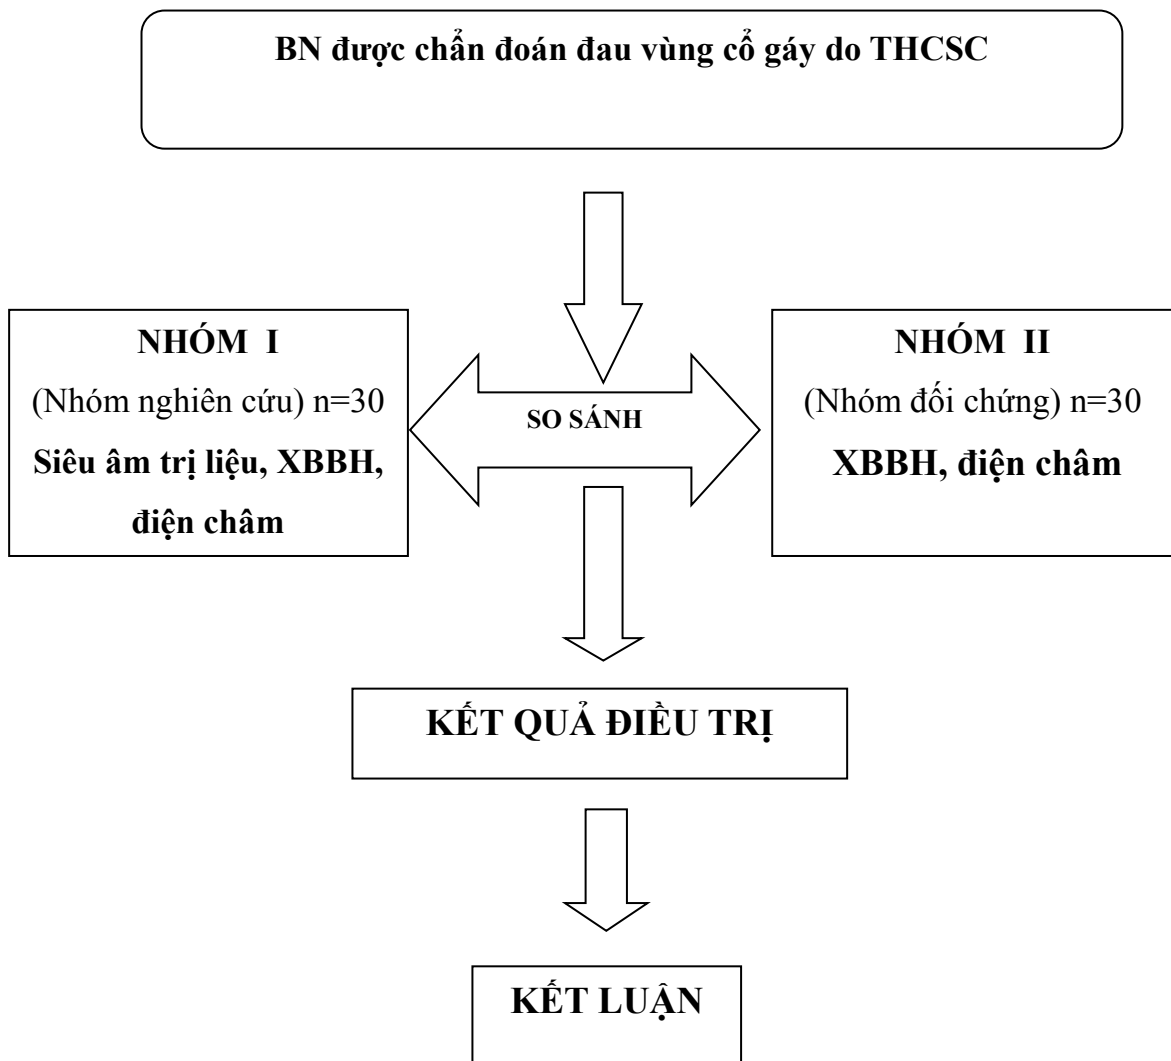 BN được chẩn đoán đau vùng cổ gáy do THCSC
NHÓM I
(Nhóm nghiên cứu) n=30
Siêu âm trị liệu, XBBH,
điện châm
SO SÁNH
NHÓM II
(Nhóm đối chứng) n=30
XBBH, điện châm
KẾT QUẢ ĐIỀU TRỊ
KẾT LUẬN